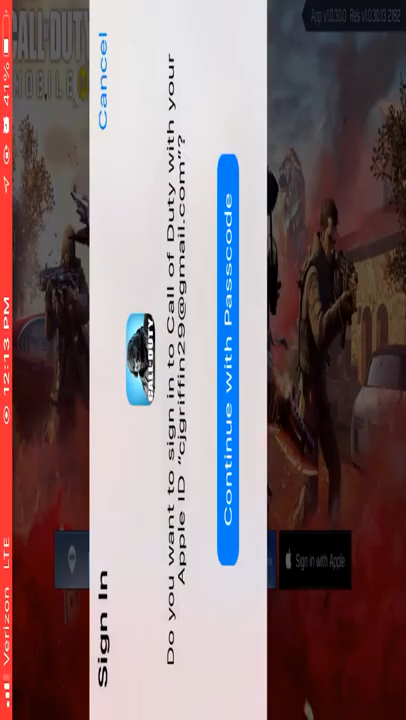 Verizon LTE 12:13 PM 41%
CALL OF DUTY
MOBILE
App v1.0.30.0 Res v1.0.30.13.2182
Sign In
Cancel
CALL·DUTY
Do you want to sign in to Call of Duty with your
Apple ID “cjgriffin29@gmail.com”?
Continue with Passcode
Sign in with Apple